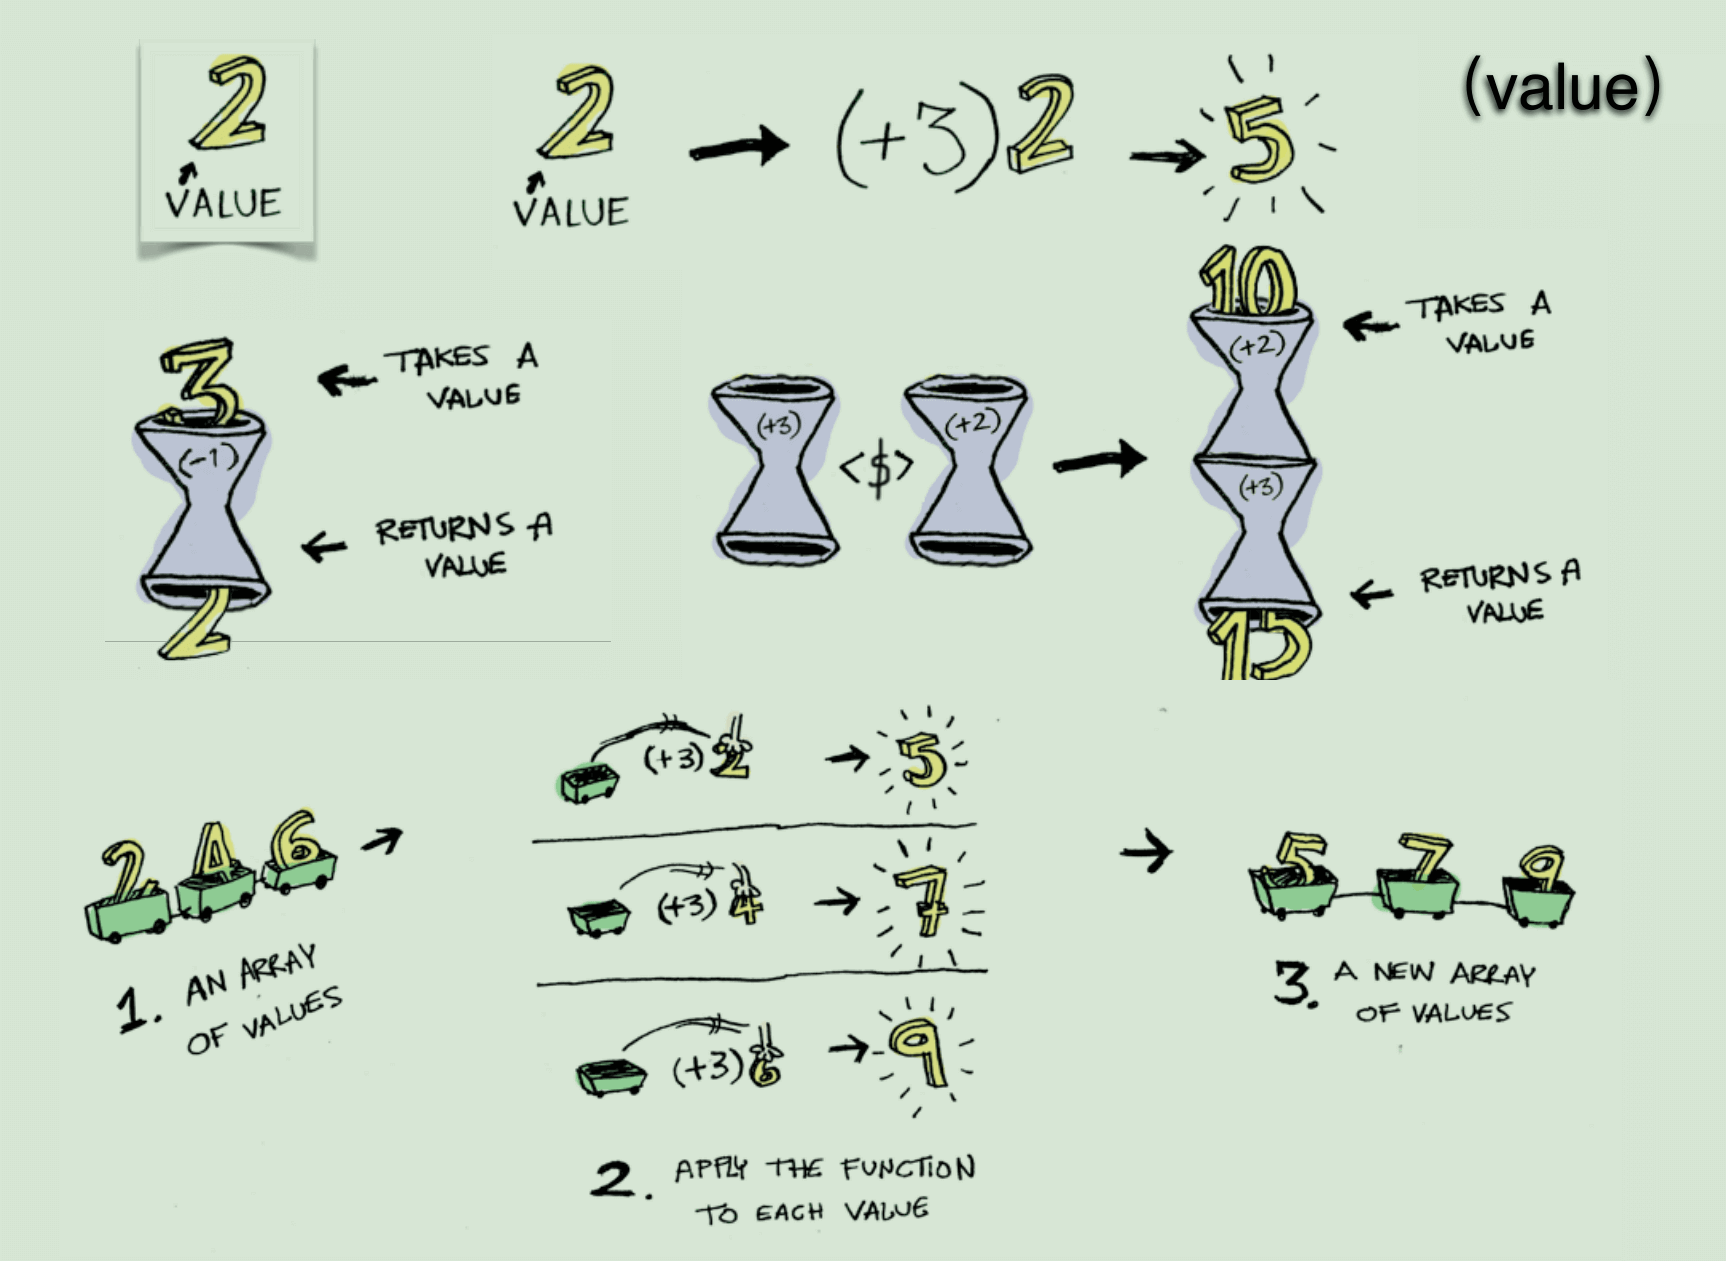 2
VALUE
2
VALUE
(+3)2
5
(value)
3
(-1)
2
TAKES A
VALUE
RETURNS A
VALUE
(+3)
<$>
(+2)
10
(+2)
(+3)
15
TAKES A
VALUE
RETURNS A
VALUE
2 4 6
1. AN ARRAY
OF VALUES
(+3) 2
5
(+3) 4
7
(+3) 6
9
2. APPLY THE FUNCTION
TO EACH VALUE
5 7 9
3. A NEW ARRAY
OF VALUES